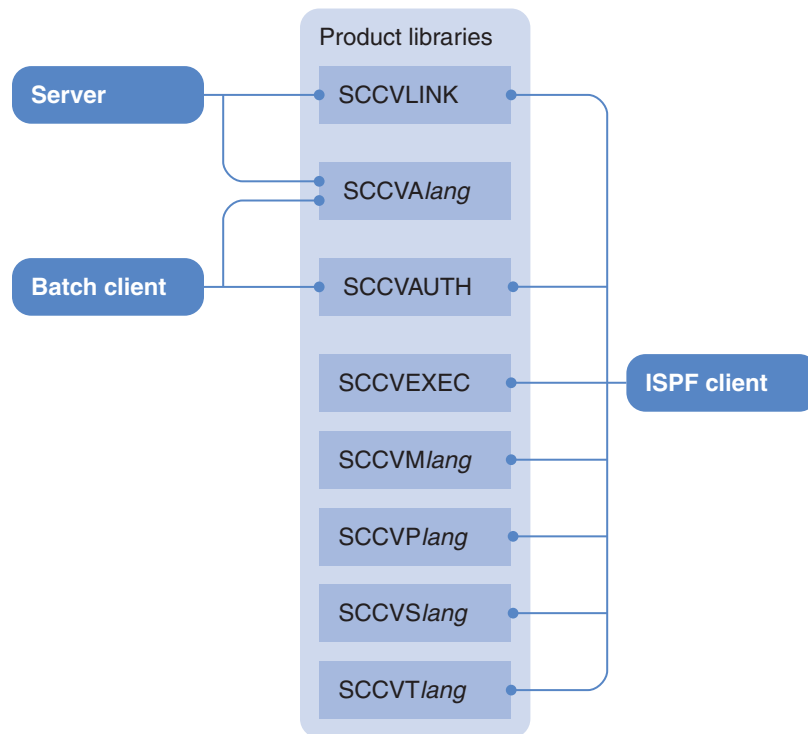 Product libraries
Server
SCCVLINK
SCCVAlang
Batch client
SCCVAUTH
SCCVEXEC
ISPF client
SCCVMlang
SCCVPlang
SCCVSlang
SCCVTlang